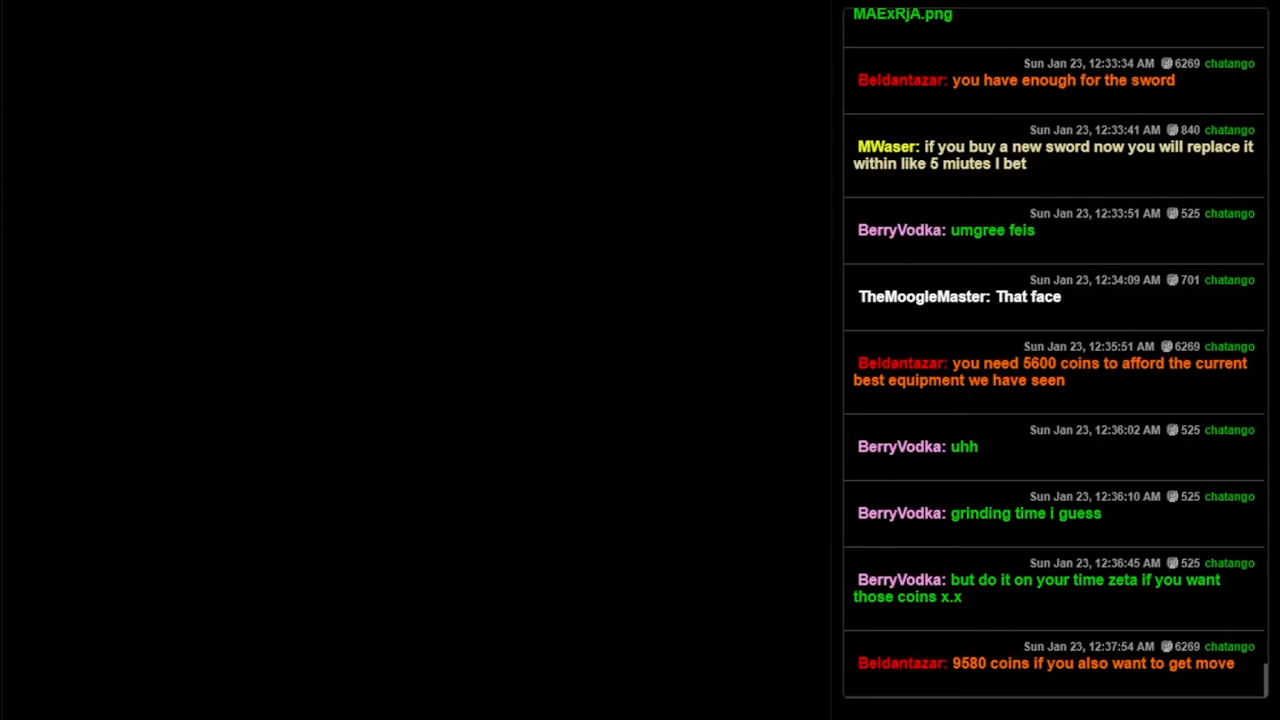 MAExRjA.png
Sun Jan 23, 12:33:34 AM 6269 chatango
Beldantazar: you have enough for the sword
Sun Jan 23, 12:33:41 AM 840 chatango
MWaser: if you buy a new sword now you will replace it
within like 5 miutes I bet
Sun Jan 23, 12:33:51 AM 525 chatango
BerryVodka: umgree feis
Sun Jan 23, 12:34:09 AM 701 chatango
TheMoogleMaster: That face
Sun Jan 23, 12:35:51 AM 6269 chatango
Beldantazar: you need 5600 coins to afford the current
best equipment we have seen
Sun Jan 23, 12:36:02 AM 525 chatango
BerryVodka: uhh
Sun Jan 23, 12:36:10 AM 525 chatango
BerryVodka: grinding time i guess
Sun Jan 23, 12:36:45 AM 525 chatango
BerryVodka: but do it on your time zeta if you want
those coins x.x
Sun Jan 23, 12:37:54 AM 6269 chatango
Beldantazar: 9580 coins if you also want to get move